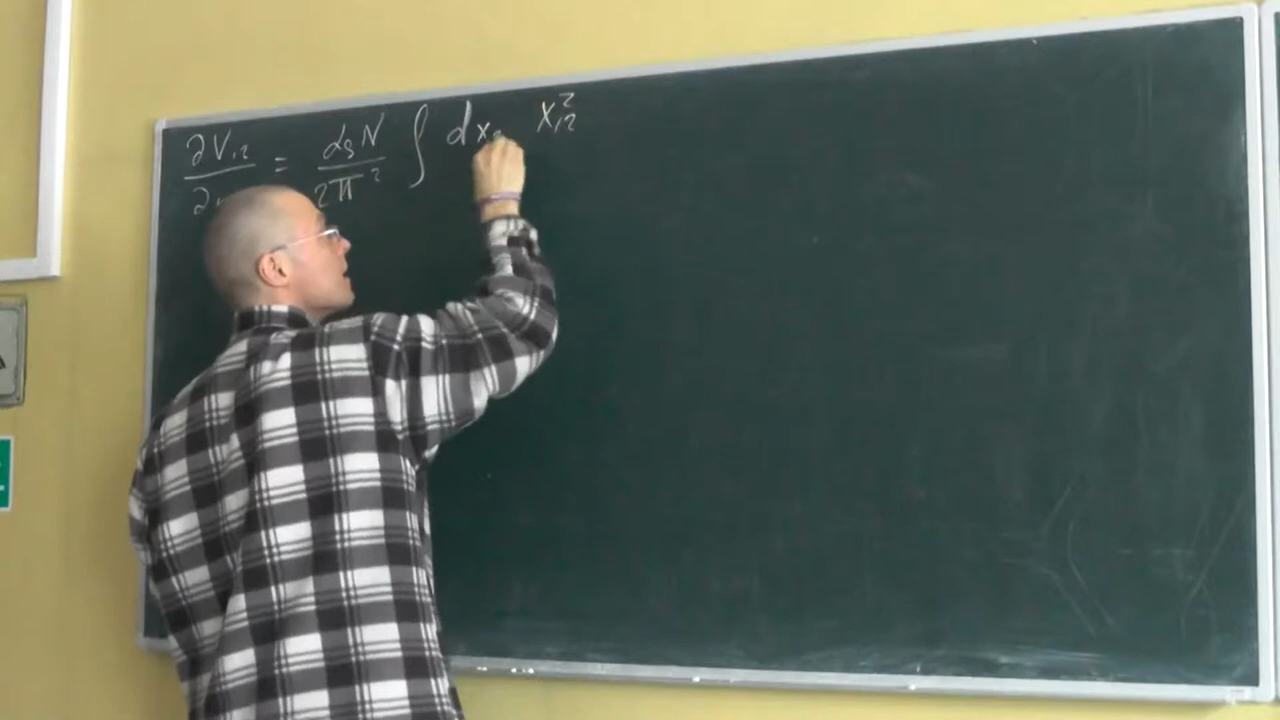 ∂V₁₂/∂ = αsN/2π² ∫ dx x₁₂²